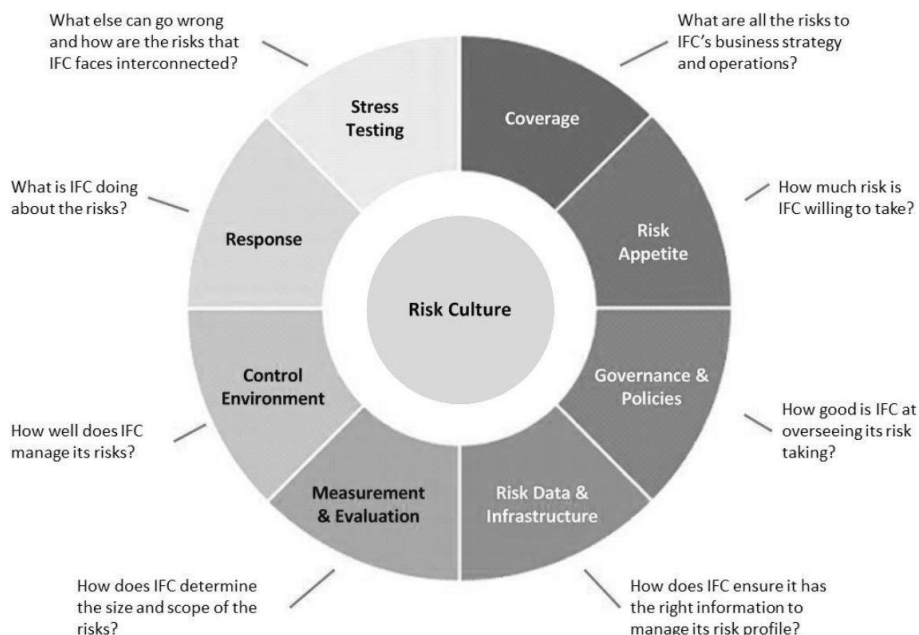 What else can go wrong
and how are the risks that
IFC faces interconnected?
What are all the risks to
IFC's business strategy
and operations?
Stress
Testing
Coverage
What is IFC doing
about the risks?
How much risk is
IFC willing to take?
Response
Risk
Appetite
Risk Culture
Control
Environment
Governance &
Policies
How well does IFC
manage its risks?
How good is IFC at
overseeing its risk
taking?
Measurement
& Evaluation
Risk Data &
Infrastructure
How does IFC determine
the size and scope of the
risks?
How does IFC ensure it has
the right information to
manage its risk profile?